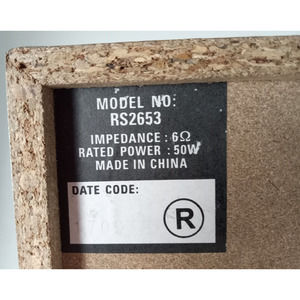 MODEL NO:
RS2653
IMPEDANCE : 6Ω
RATED POWER : 50W
MADE IN CHINA
DATE CODE:
R